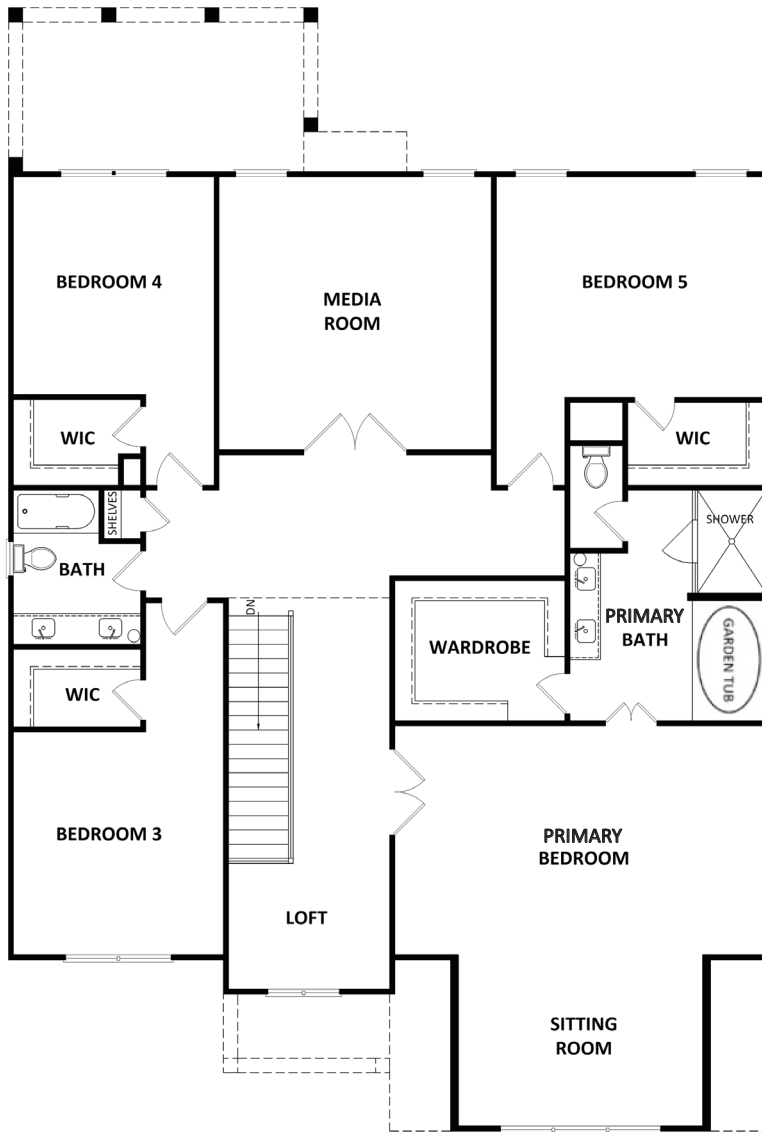 BEDROOM 4
MEDIA
ROOM
BEDROOM 5
WIC
WIC
SHELVES
SHOWER
BATH
DN
WARDROBE
PRIMARY
BATH
GARDEN TUB
WIC
BEDROOM 3
PRIMARY
BEDROOM
LOFT
SITTING
ROOM